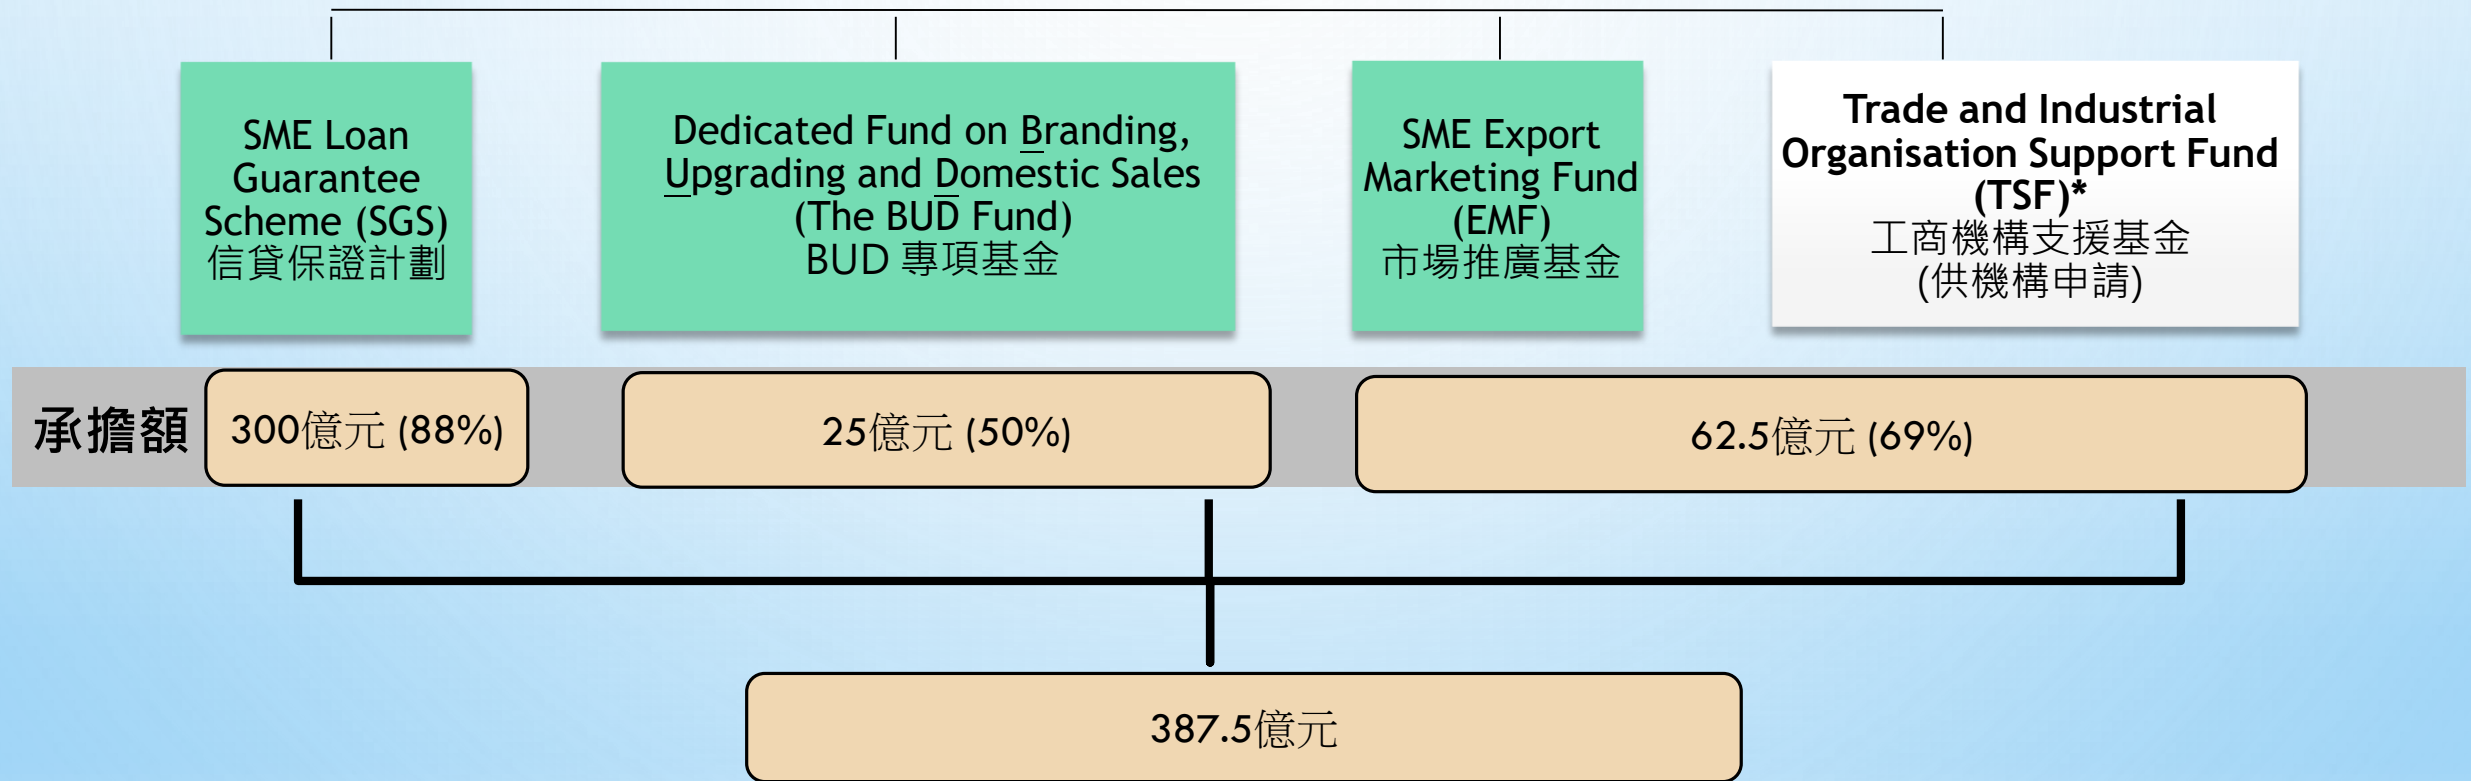 SME Loan
Guarantee
Scheme (SGS)
信貸保證計劃
Dedicated Fund on Branding,
Upgrading and Domestic Sales
(The BUD Fund)
BUD 專項基金
SME Export
Marketing Fund
(EMF)
市場推廣基金
Trade and Industrial
Organisation Support Fund
(TSF)*
工商機構支援基金
(供機構申請)
承擔額
300億元 (88%)
25億元 (50%)
62.5億元 (69%)
387.5億元